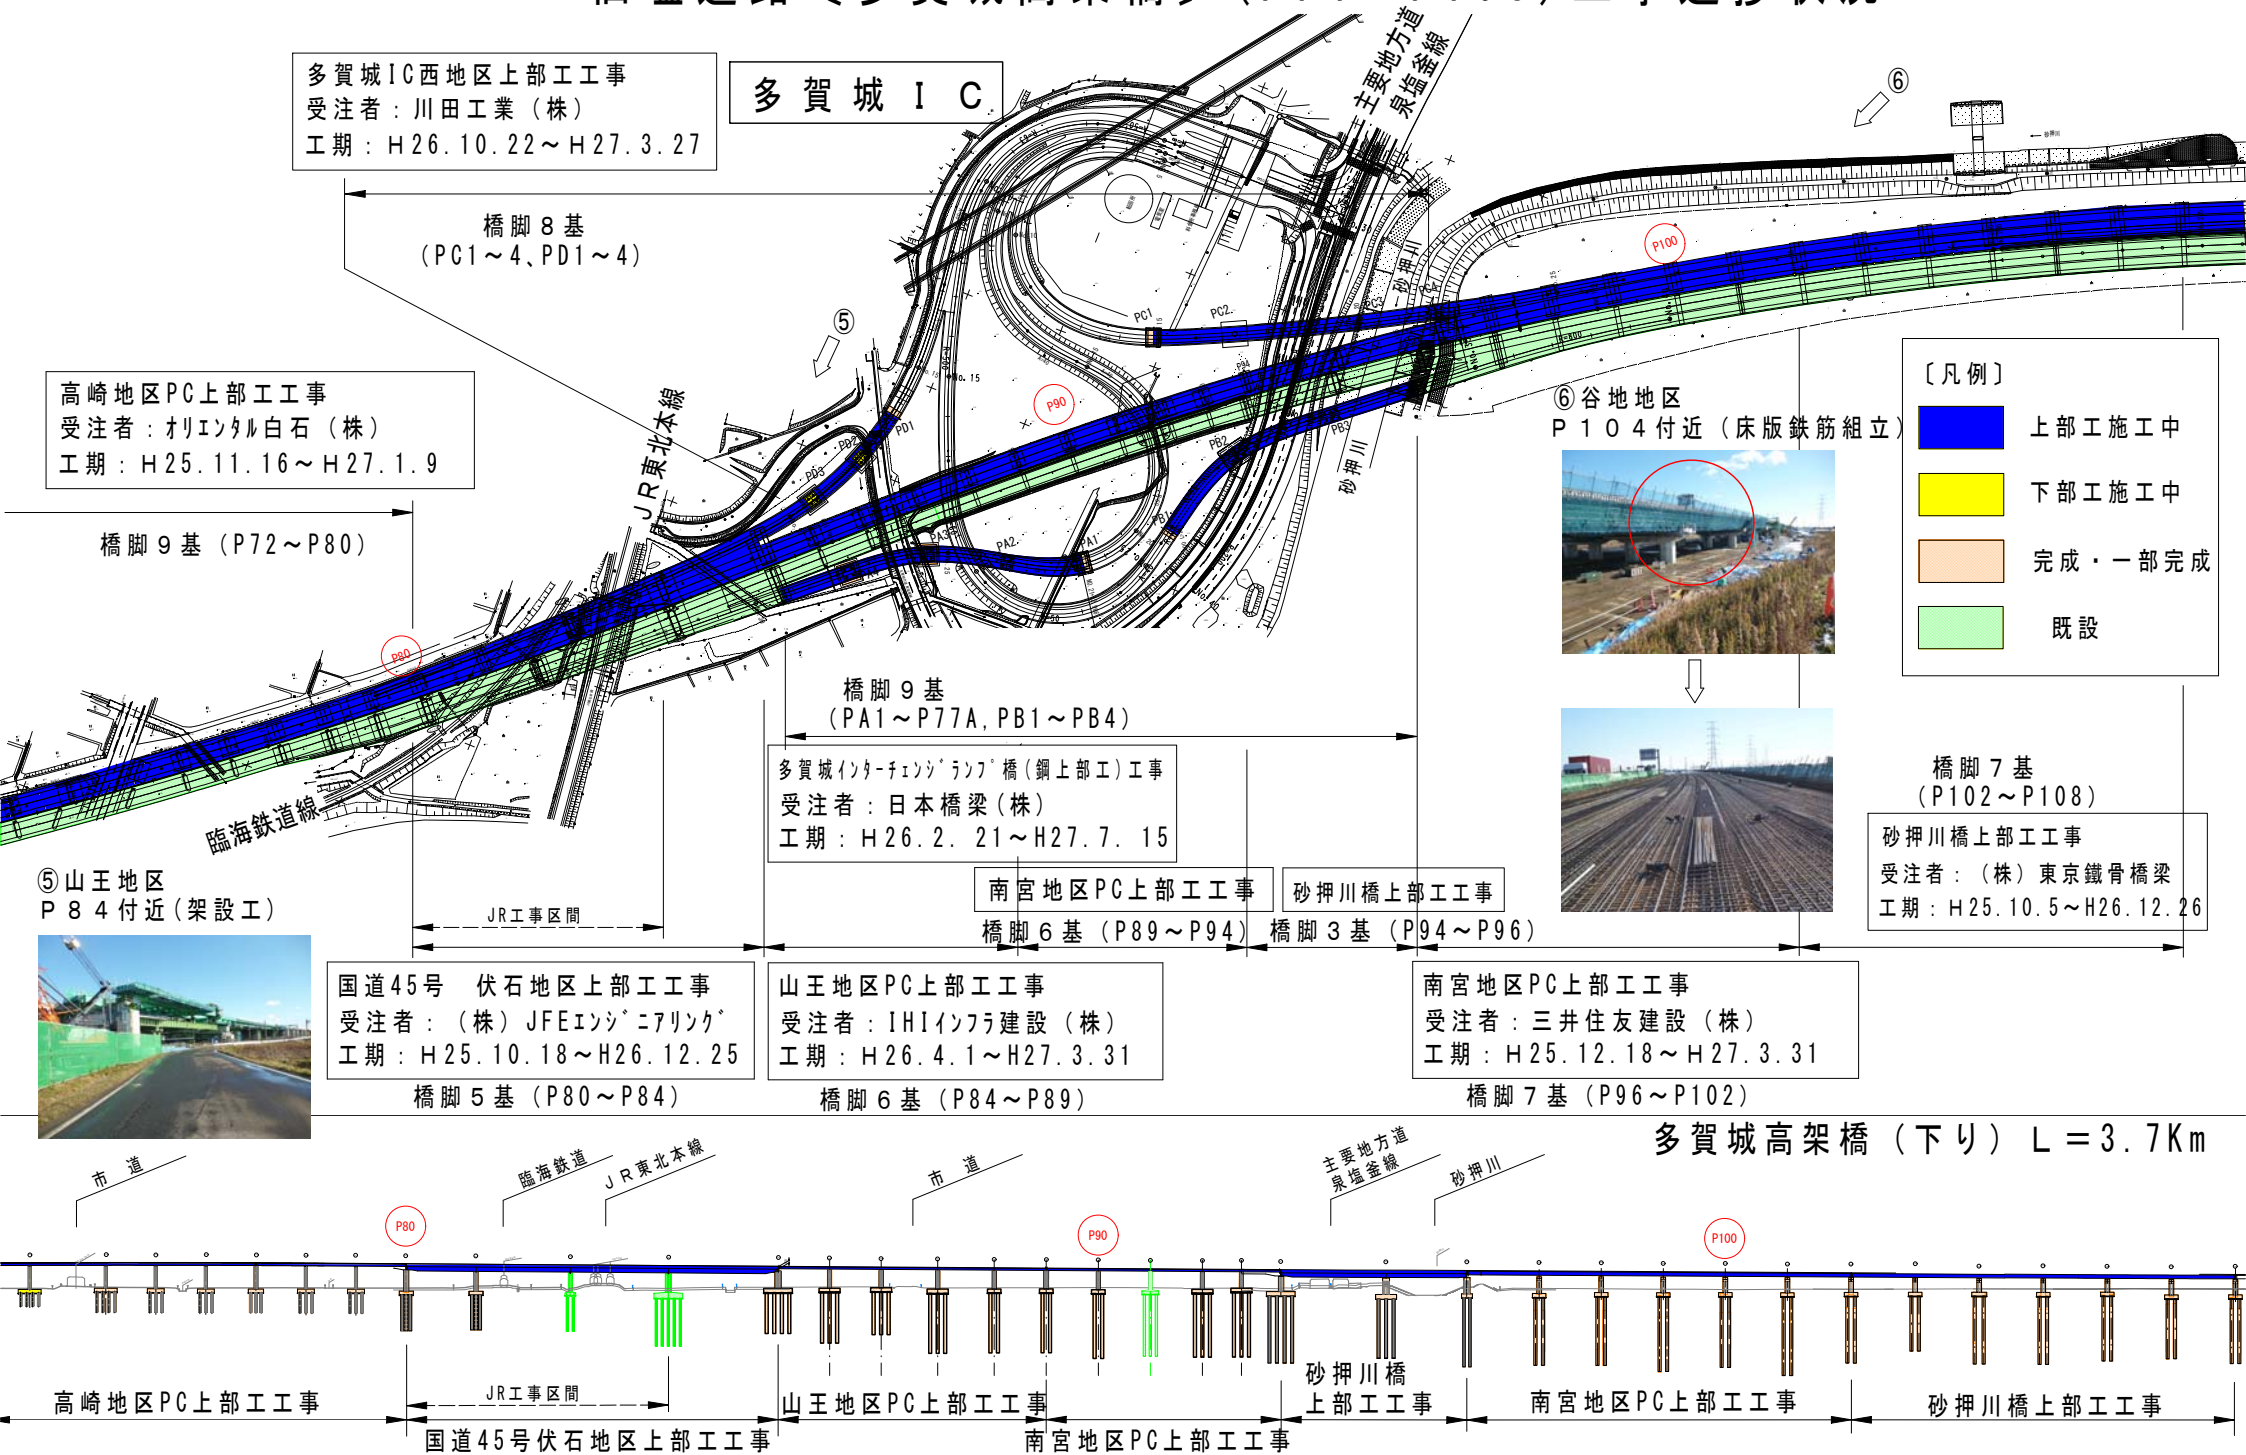 多賀城IC西地区上部工工事
受注者：川田工業（株）
工期：H26.10.22～H27.3.27
多賀城IC
主要地方道
泉塩釜線
⑥
橋脚８基
(PC1～4、PD1～4)
砂押川
P100
PC1
PC2
PC3
PC4
⑤
高崎地区PC上部工工事
受注者：オリエンタル白石（株）
工期：H25.11.16～H27.1.9
橋脚９基（P72～P80）
JR東北本線
No.15
P90
PD1
PD2
PD3
PB1
PB2
PB3
PA1
PA2
PA3
砂押川
P80
臨海鉄道線
〔凡例〕
上部工施工中
下部工施工中
完成・一部完成
既設
⑥谷地地区
P１０４付近（床版鉄筋組立）
橋脚９基
(PA1～P77A,PB1～PB4)
多賀城インターチェンジランプ橋(鋼上部工)工事
受注者：日本橋梁(株)
工期：H26.2. 21～H27.7. 15
橋脚７基
(P102～P108)
砂押川橋上部工工事
受注者：（株）東京鐵骨橋梁
工期：H25.10.5～H26.12.26
⑤山王地区
P８４付近(架設工)
JR工事区間
南宮地区PC上部工工事
橋脚６基（P89～P94）
砂押川橋上部工工事
橋脚３基（P94～P96）
国道45号　伏石地区上部工工事
受注者：（株）JFEエンジニアリング
工期：H25.10.18～H26.12.25
橋脚５基（P80～P84）
山王地区PC上部工工事
受注者：IHIインフラ建設（株）
工期：H26.4.1～H27.3.31
橋脚６基（P84～P89）
南宮地区PC上部工工事
受注者：三井住友建設（株）
工期：H25.12.18～H27.3.31
橋脚７基（P96～P102）
多賀城高架橋（下り）L＝3.7Km
市道
臨海鉄道
JR東北本線
市道
主要地方道
泉塩釜線
砂押川
P80
P90
P100
高崎地区PC上部工工事
JR工事区間
国道45号伏石地区上部工工事
山王地区PC上部工工事
南宮地区PC上部工工事
砂押川橋
上部工工事
南宮地区PC上部工工事
砂押川橋上部工工事